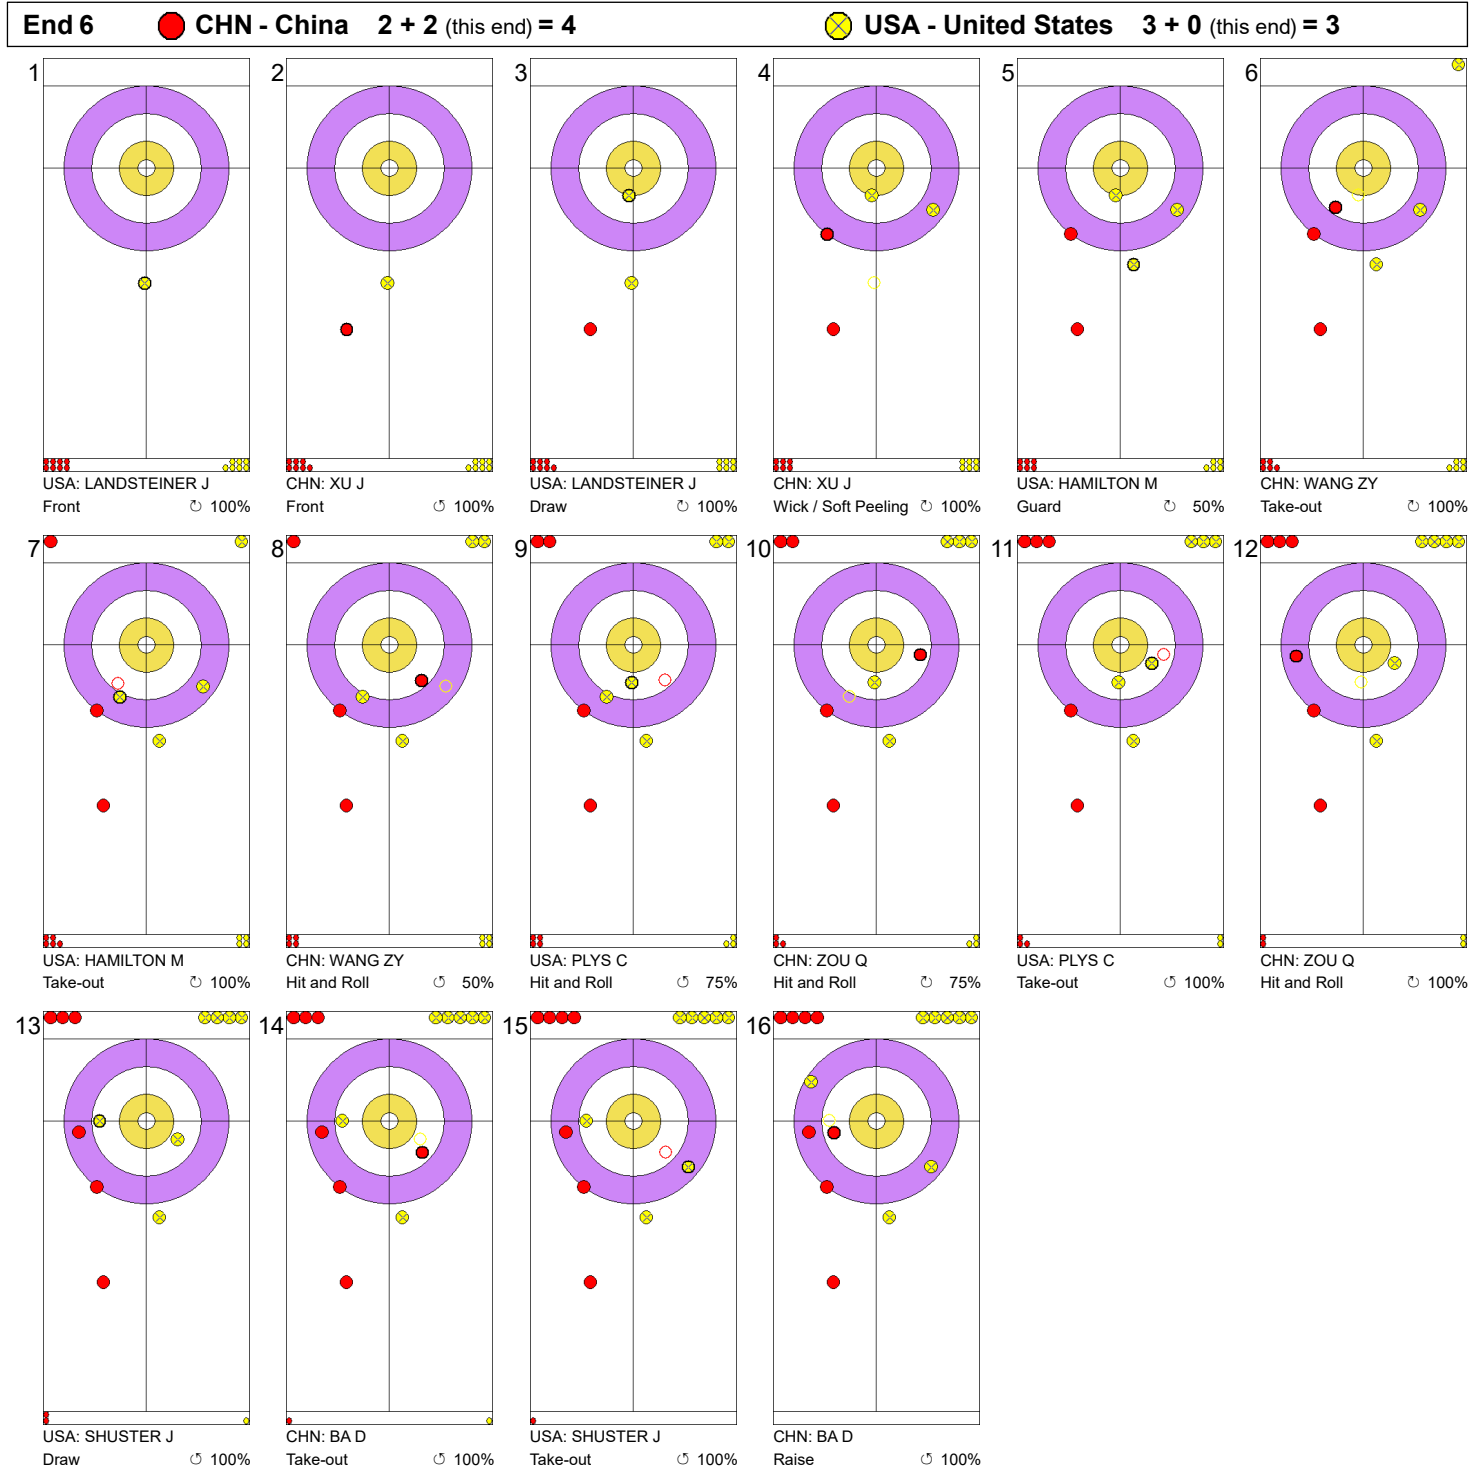 End 6 CHN - China 2 + 2 (this end) = 4 USA - United States 3 + 0 (this end) = 3
1 2 3 4 5 6
USA: LANDSTEINER J CHN: XU J USA: LANDSTEINER J CHN: XU J USA: HAMILTON M CHN: WANG ZY
Front ↻ 100% Front ↺ 100% Draw ↻ 100% Wick / Soft Peeling ↻ 100% Guard ↻ 50% Take-out ↻ 100%
7 8 9 10 11 12
USA: HAMILTON M CHN: WANG ZY USA: PLYS C CHN: ZOU Q USA: PLYS C CHN: ZOU Q
Take-out ↻ 100% Hit and Roll ↺ 50% Hit and Roll ↺ 75% Hit and Roll ↻ 75% Take-out ↻ 100% Hit and Roll ↻ 100%
13 14 15 16
USA: SHUSTER J CHN: BA D USA: SHUSTER J CHN: BA D
Draw ↺ 100% Take-out ↺ 100% Take-out ↺ 100% Raise ↺ 100%